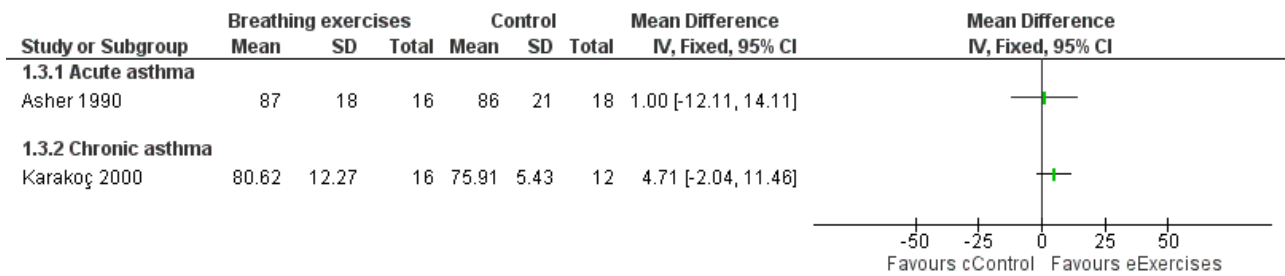 Breathing exercises Control Mean Difference Mean Difference
Study or Subgroup Mean SD Total Mean SD Total IV, Fixed, 95% CI IV, Fixed, 95% CI
1.3.1 Acute asthma
Asher 1990 87 18 16 86 21 18 1.00 [-12.11, 14.11]
1.3.2 Chronic asthma
Karakoç 2000 80.62 12.27 16 75.91 5.43 12 4.71 [-2.04, 11.46]
-50 -25 0 25 50
Favours cControl Favours eExercises